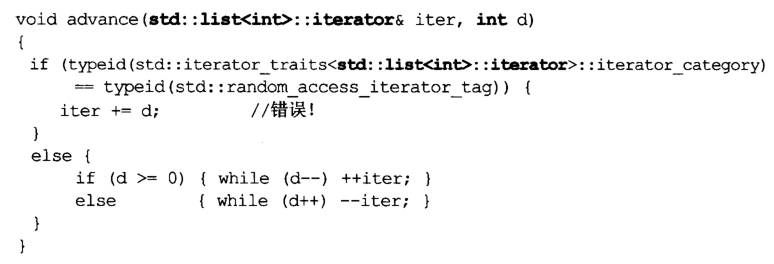 void advance(std::list<int>::iterator& iter, int d)
{
if (typeid(std::iterator_traits<std::list<int>::iterator>::iterator_category)
== typeid(std::random_access_iterator_tag)) {
iter += d; //错误!
}
else {
if (d >= 0) { while (d--) ++iter; }
else { while (d++) --iter; }
}
}